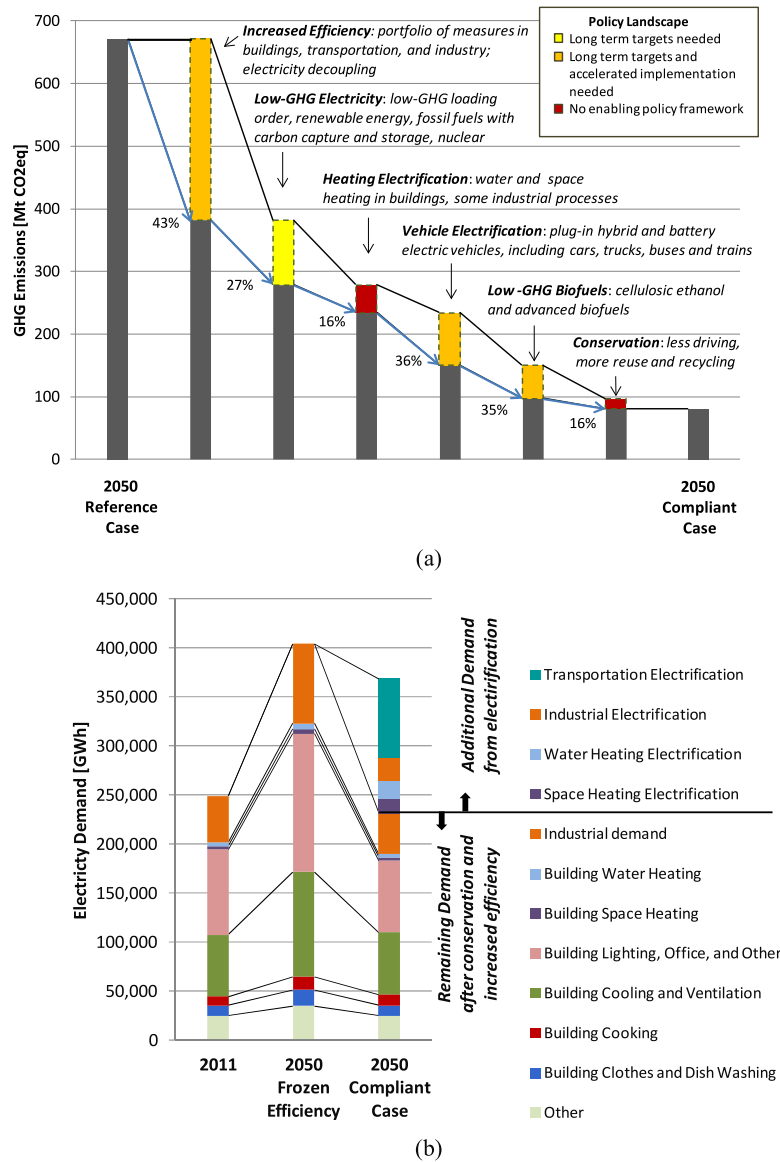 700
600
500
400
300
200
100
0
GHG Emissions [Mt CO2eq]
Increased Efficiency: portfolio of measures in
buildings, transportation, and industry;
electricity decoupling
Low-GHG Electricity: low-GHG loading
order, renewable energy, fossil fuels with
carbon capture and storage, nuclear
Heating Electrification: water and space
heating in buildings, some industrial processes
Vehicle Electrification: plug-in hybrid and battery
electric vehicles, including cars, trucks, buses and trains
Low -GHG Biofuels: cellulosic ethanol
and advanced biofuels
Conservation: less driving,
more reuse and recycling
Policy Landscape
Long term targets needed
Long term targets and
accelerated implementation
needed
No enabling policy framework
43%
27%
16%
36%
35%
16%
2050
Reference
Case
2050
Compliant
Case
(a)
450,000
400,000
350,000
300,000
250,000
200,000
150,000
100,000
50,000
0
Electricty Demand [GWh]
2011
2050
Frozen
Efficiency
2050
Compliant
Case
Additional Demand
from electirification
Remaining Demand
after conservation and
increased efficiency
Transportation Electrification
Industrial Electrification
Water Heating Electrification
Space Heating Electrification
Industrial demand
Building Water Heating
Building Space Heating
Building Lighting, Office, and Other
Building Cooling and Ventilation
Building Cooking
Building Clothes and Dish Washing
Other
(b)